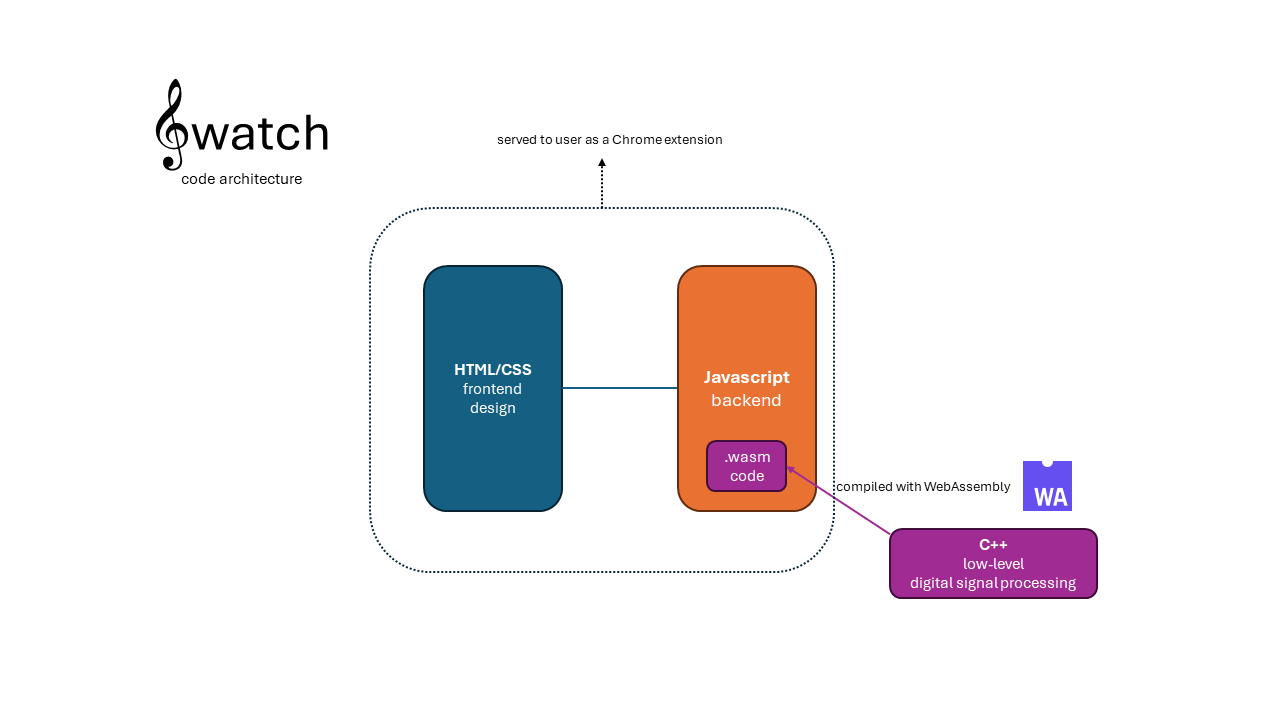 𝄞watch
code architecture
served to user as a Chrome extension
HTML/CSS
frontend
design
Javascript
backend
.wasm
code
compiled with WebAssembly
WA
C++
low-level
digital signal processing